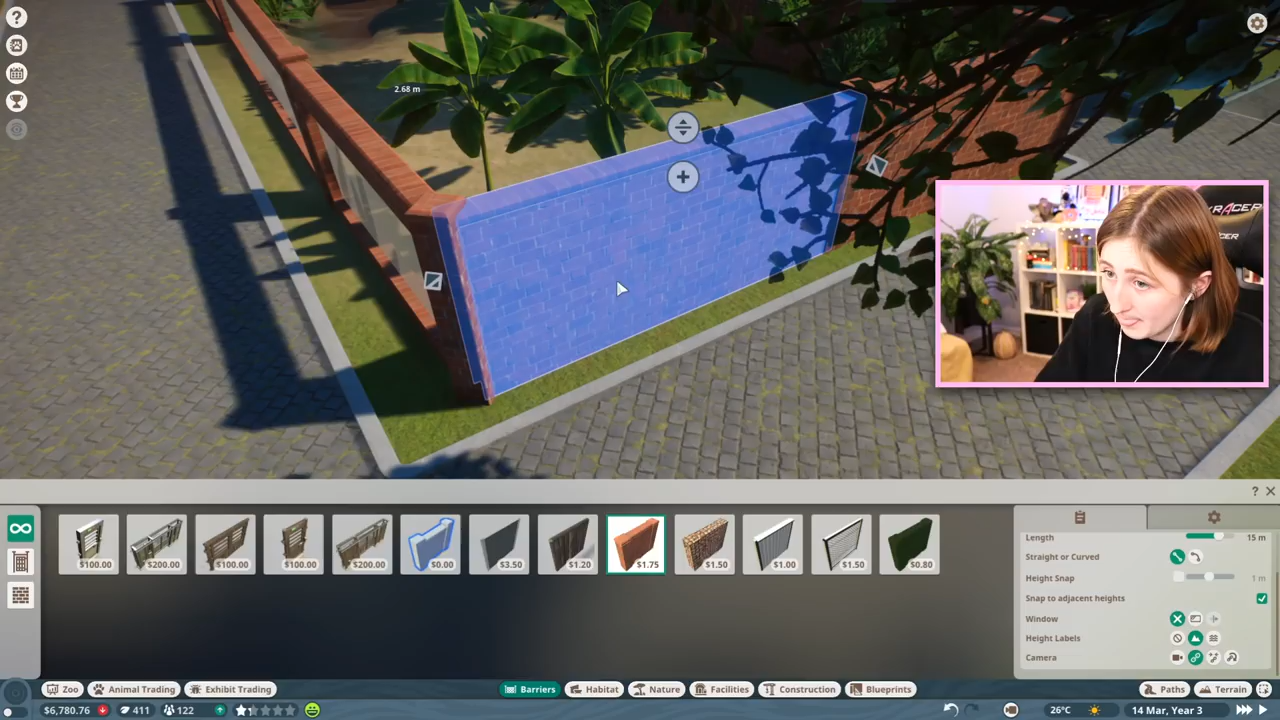 ?
2.68 m
XRACER
CER
? ×
$100.00 $200.00 $100.00 $100.00 $200.00 $0.00 $3.50 $1.20 $1.75 $1.50 $1.00 $1.50 $0.80
Length 15 m
Straight or Curved
Height Snap 1 m
Snap to adjacent heights
Window
Height Labels
Camera
Zoo Animal Trading Exhibit Trading Barriers Habitat Nature Facilities Construction Blueprints Paths Terrain
$6,780.76 411 122 26°C 14 Mar, Year 3